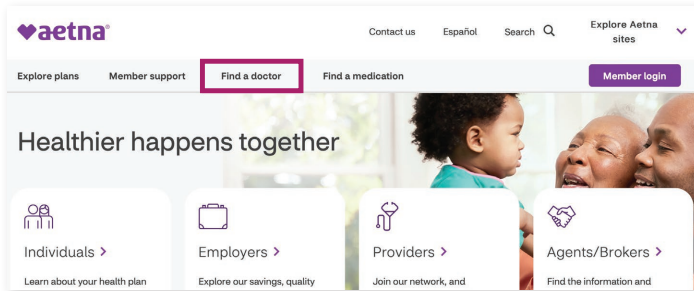 aetna®
Contact us Español Search Explore Aetna
sites
Explore plans Member support Find a doctor Find a medication Member login
Healthier happens together
Individuals > Employers > Providers > Agents/Brokers >
Learn about your health plan Explore our savings, quality Join our network, and Find the information and